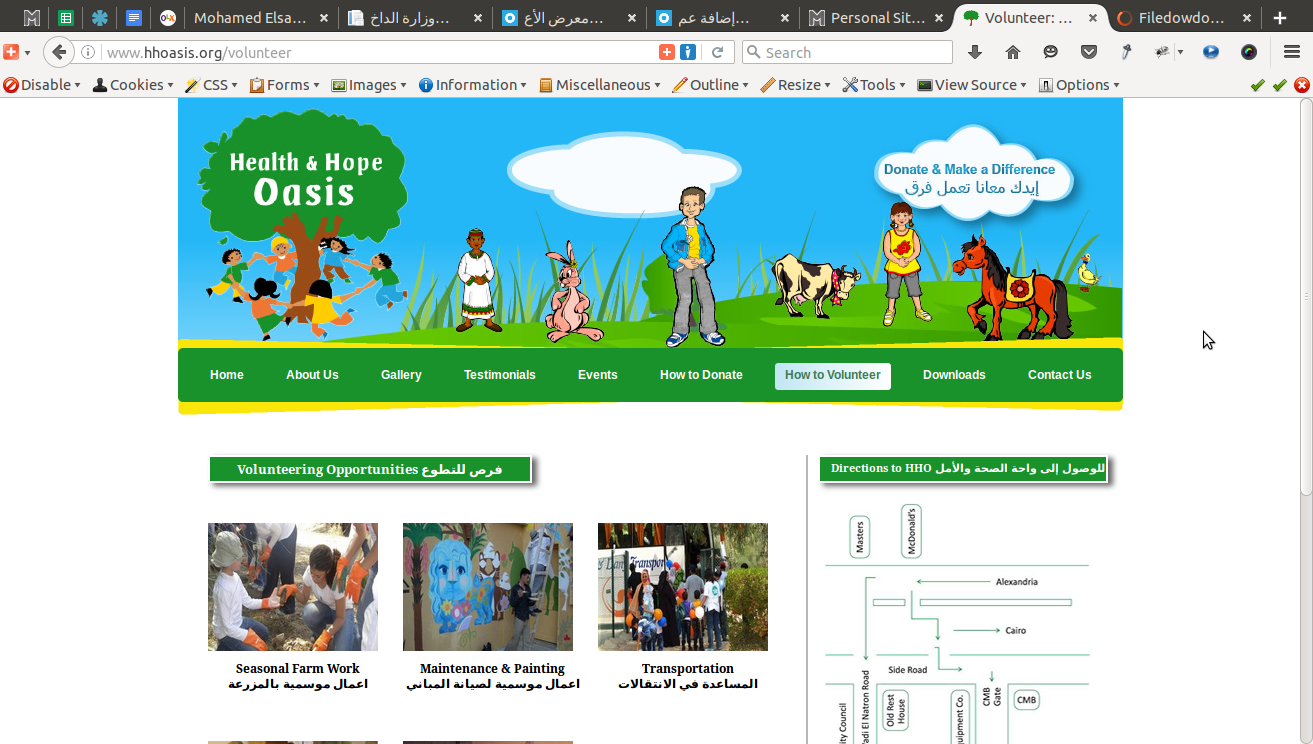 Mohamed Elsa...
وزارة الداخ...
معرض الأع...
إضافة عم...
Personal Sit...
Volunteer: ...
Filedowdo...
www.hhoasis.org/volunteer
Search
Disable
Cookies
CSS
Forms
Images
Information
Miscellaneous
Outline
Resize
Tools
View Source
Options
Health & Hope
Oasis
Donate & Make a Difference
إيدك معانا تعمل فرق
Home
About Us
Gallery
Testimonials
Events
How to Donate
How to Volunteer
Downloads
Contact Us
Volunteering Opportunities فرص للتطوع
Directions to HHO للوصول إلى واحة الصحة والأمل
Seasonal Farm Work
اعمال موسمية بالمزرعة
Maintenance & Painting
اعمال موسمية لصيانة المباني
Transportation
المساعدة في الانتقالات
Masters
McDonald's
Alexandria
Cairo
Side Road
CMB
Gate
CMB
Old Rest
House
ity Council
adi El Natron Road
quipment Co.